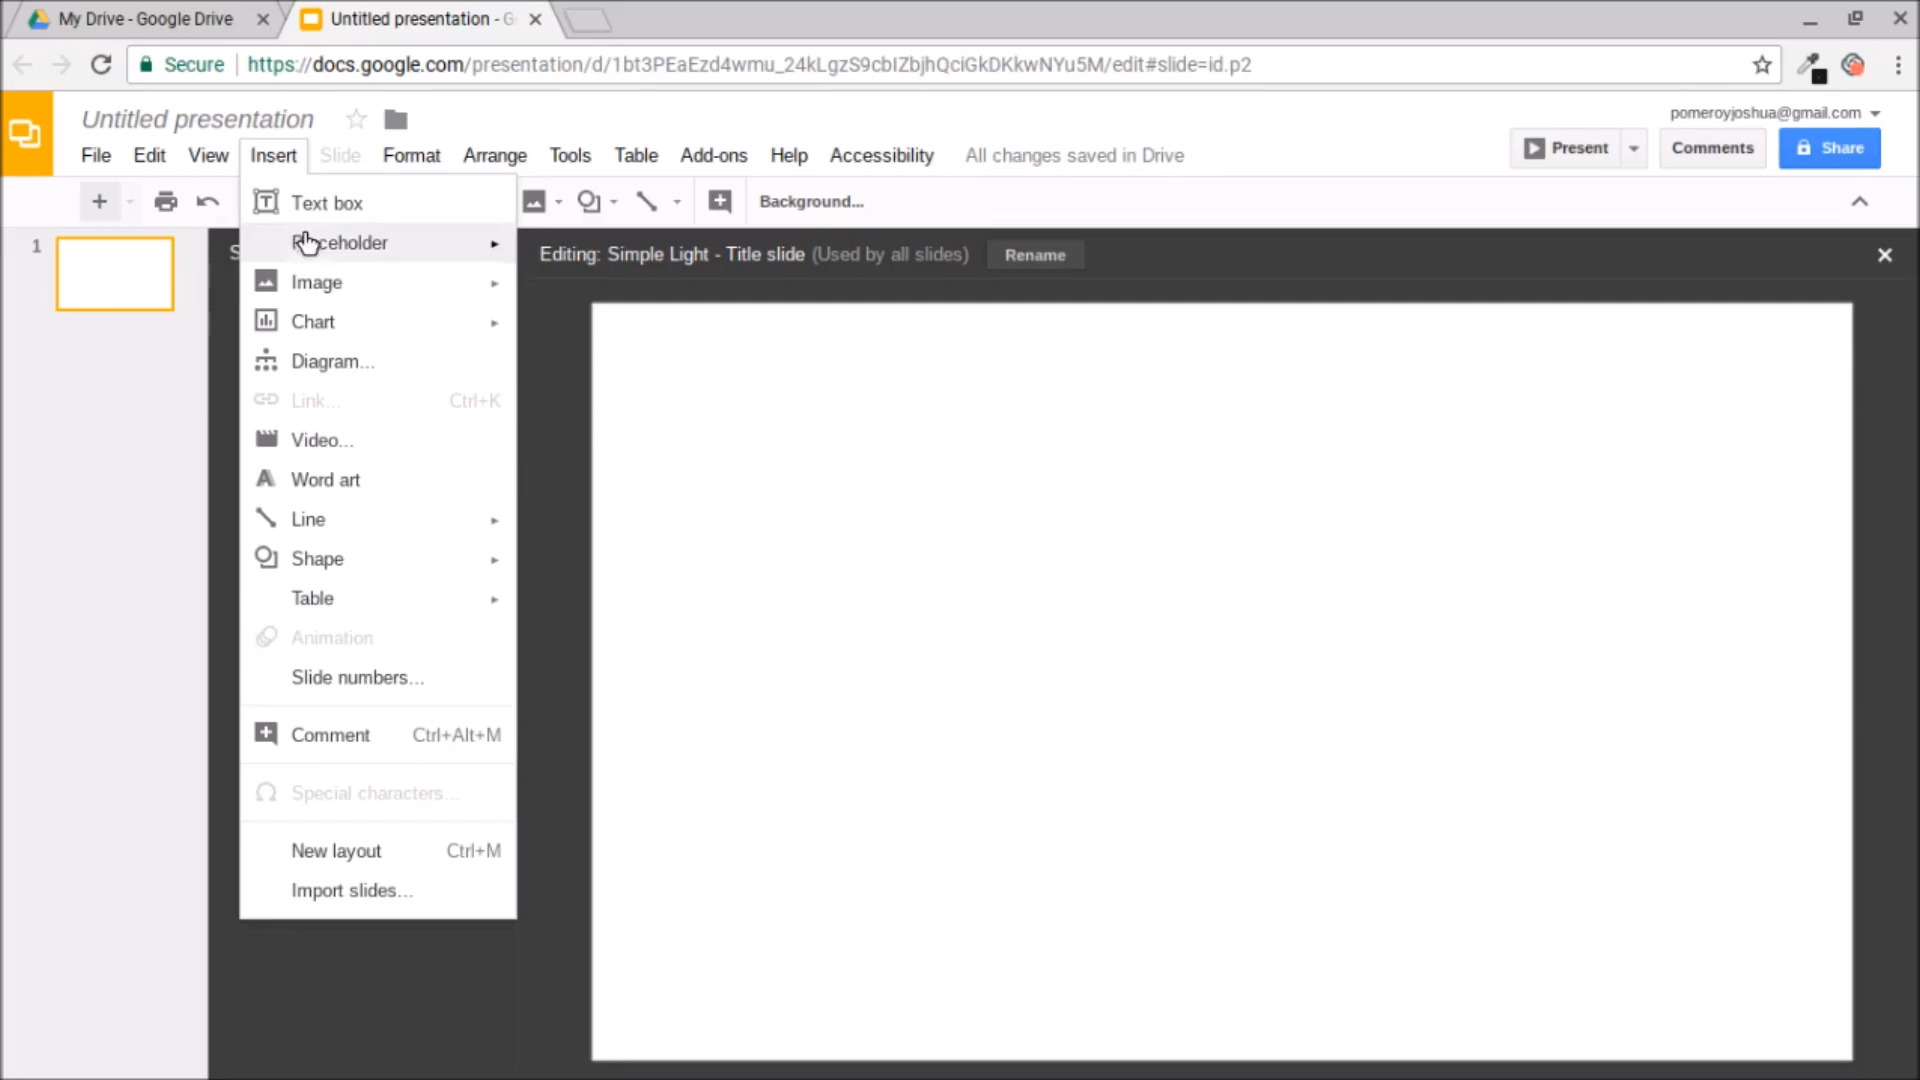 My Drive - Google Drive
Untitled presentation - G
Secure
https://docs.google.com/presentation/d/1bt3PEaEzd4wmu_24kLgzS9cbIZbjhQciGkDKkwNYu5M/edit#slide=id.p2
Untitled presentation
pomeroyjoshua@gmail.com
File Edit View Insert Slide Format Arrange Tools Table Add-ons Help Accessibility All changes saved in Drive
Present
Comments
Share
Background...
1
Editing: Simple Light - Title slide (Used by all slides)
Rename
Text box
Image
Chart
Diagram...
Link... Ctrl+K
Video...
Word art
Line
Shape
Table
Animation
Slide numbers...
Comment Ctrl+Alt+M
Special characters...
New layout Ctrl+M
Import slides...